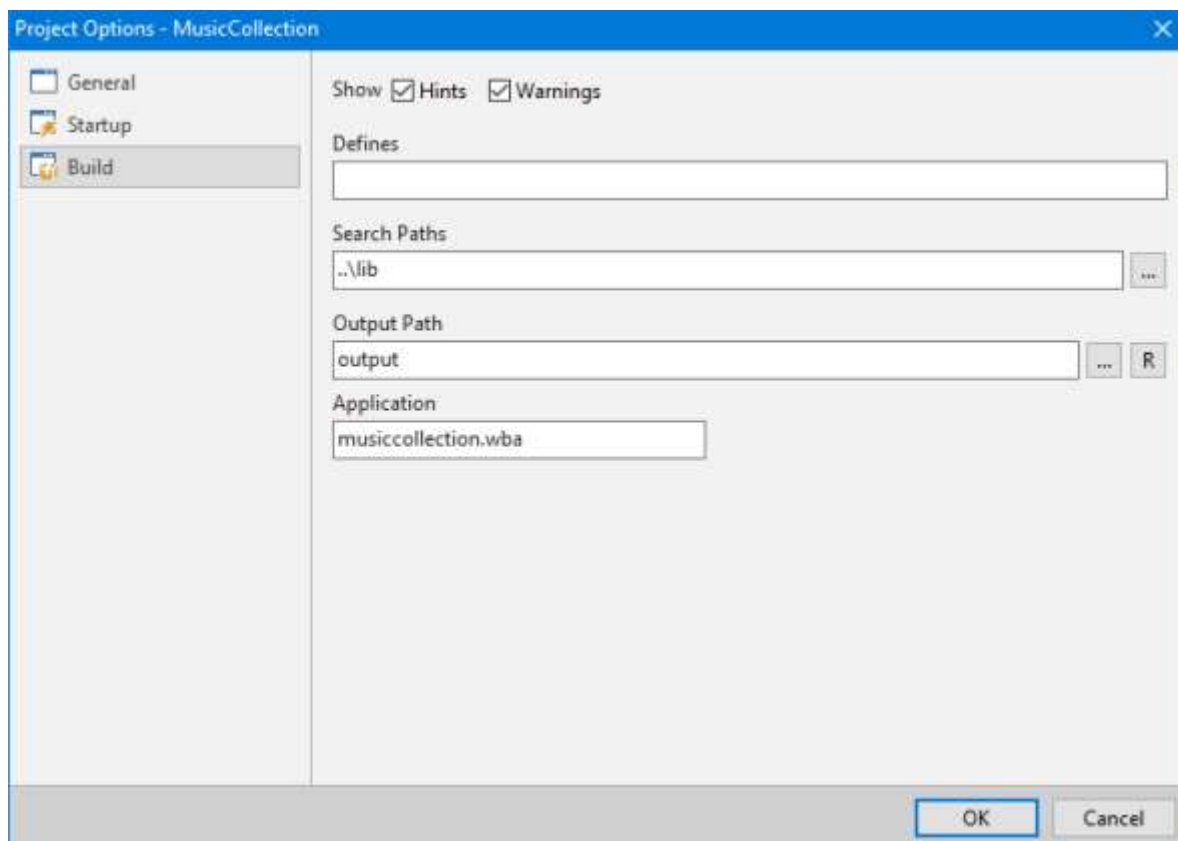 Project Options - MusicCollection
General
Startup
Build
Show Hints Warnings
Defines
Search Paths
..\lib
...
Output Path
output
... R
Application
musiccollection.wba
OK Cancel